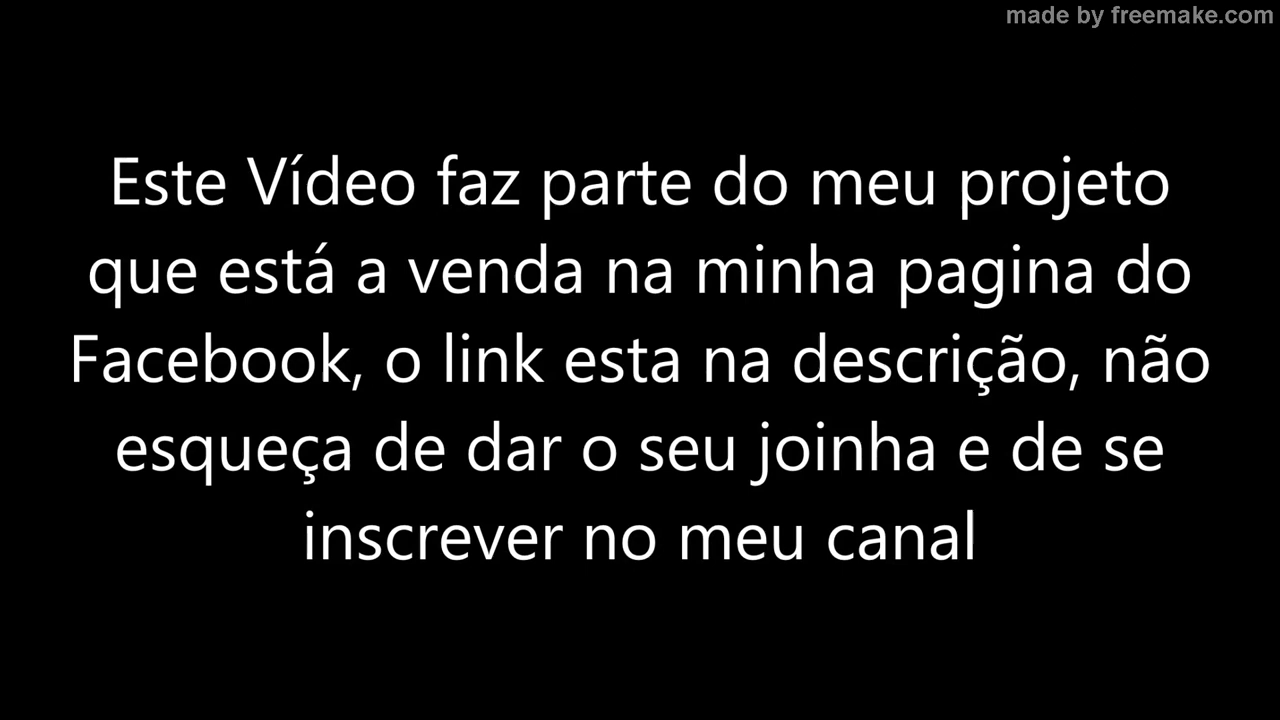 made by freemake.com
Este Vídeo faz parte do meu projeto
que está a venda na minha pagina do
Facebook, o link esta na descrição, não
esqueça de dar o seu joinha e de se
inscrever no meu canal